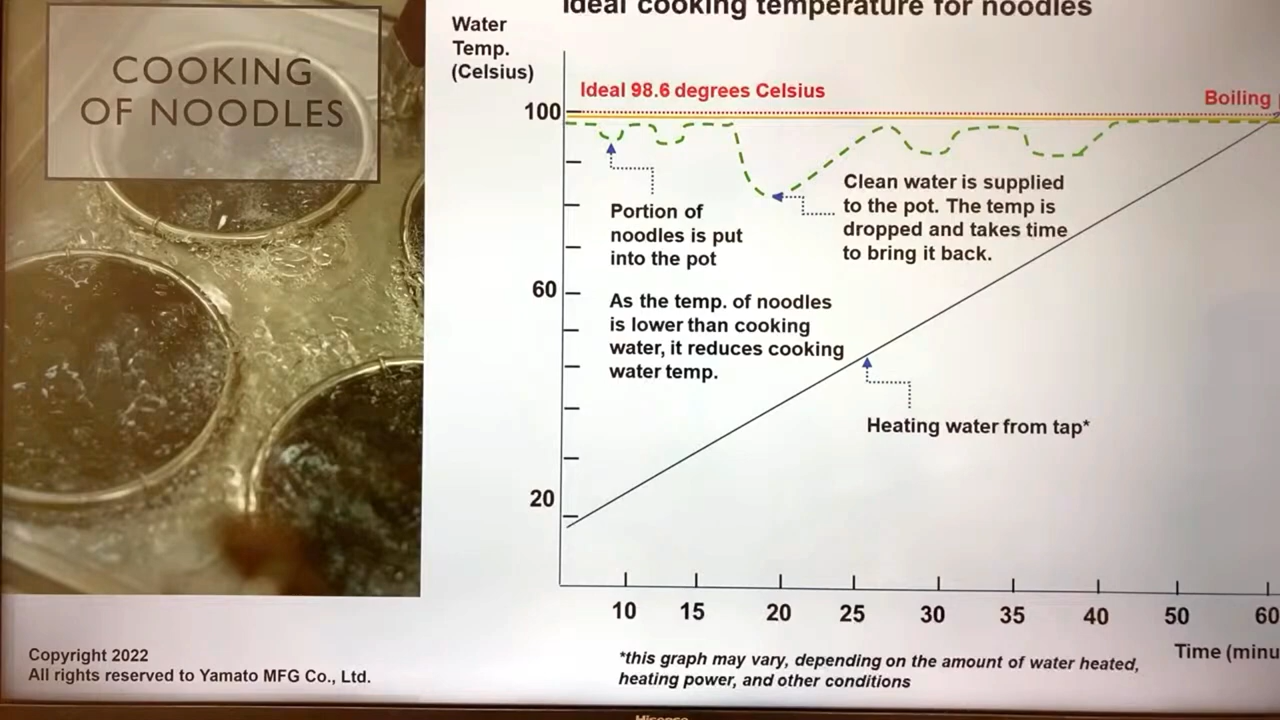 COOKING
OF NOODLES
Ideal cooking temperature for noodles
Water
Temp.
(Celsius)
Ideal 98.6 degrees Celsius
Boiling
100
60
20
Portion of
noodles is put
into the pot
As the temp. of noodles
is lower than cooking
water, it reduces cooking
water temp.
Clean water is supplied
to the pot. The temp is
dropped and takes time
to bring it back.
Heating water from tap*
10 15 20 25 30 35 40 50 60
Time (minu
*this graph may vary, depending on the amount of water heated,
heating power, and other conditions
Copyright 2022
All rights reserved to Yamato MFG Co., Ltd.
Hisense